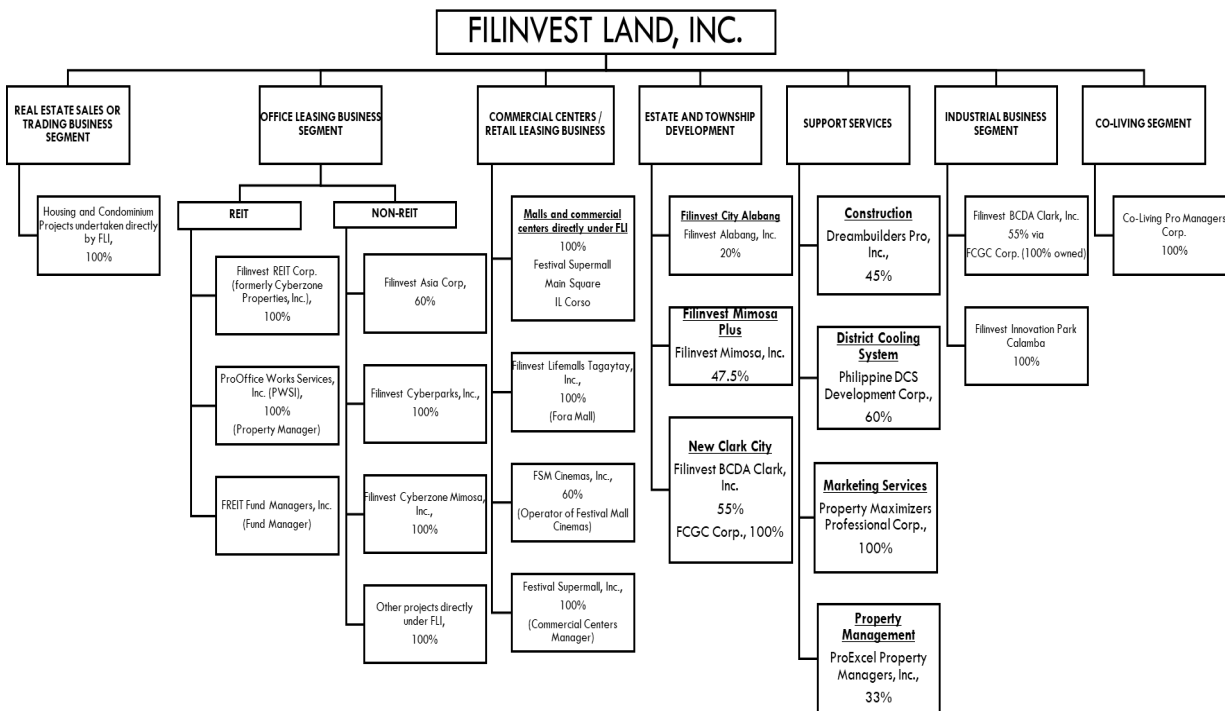 FILINVEST LAND, INC.
REAL ESTATE SALES OR
TRADING BUSINESS
SEGMENT
Housing and Condominium
Projects undertaken directly
by FLI,
100%
OFFICE LEASING BUSINESS
SEGMENT
REIT
Filinvest REIT Corp.
(formerly Cyberzone
Properties, Inc.),
100%
ProOffice Works Services,
Inc. (PWSI),
100%
(Property Manager)
FREIT Fund Managers, Inc.
(Fund Manager)
NON-REIT
Filinvest Asia Corp,
60%
Filinvest Cyberparks, Inc.,
100%
Filinvest Cyberzone Mimosa,
Inc.,
100%
Other projects directly
under FLI,
100%
COMMERCIAL CENTERS /
RETAIL LEASING BUSINESS
Malls and commercial
centers directly under FLI
100%
Festival Supermall
Main Square
IL Corso
Filinvest Lifemalls Tagaytay,
Inc.,
100%
(Fora Mall)
FSM Cinemas, Inc.,
60%
(Operator of Festival Mall
Cinemas)
Festival Supermall, Inc.,
100%
(Commercial Centers
Manager)
ESTATE AND TOWNSHIP
DEVELOPMENT
Filinvest City Alabang
Filinvest Alabang, Inc.
20%
Filinvest Mimosa
Plus
Filinvest Mimosa, Inc.
47.5%
New Clark City
Filinvest BCDA Clark,
Inc.
55%
FCGC Corp., 100%
SUPPORT SERVICES
Construction
Dreambuilders Pro,
Inc.,
45%
District Cooling
System
Philippine DCS
Development Corp.,
60%
Marketing Services
Property Maximizers
Professional Corp.,
100%
Property
Management
ProExcel Property
Managers, Inc.,
33%
INDUSTRIAL BUSINESS
SEGMENT
Filinvest BCDA Clark, Inc.
55% via
FCGC Corp. (100% owned)
Filinvest Innovation Park
Calamba
100%
CO-LIVING SEGMENT
Co-Living Pro Managers
Corp.
100%